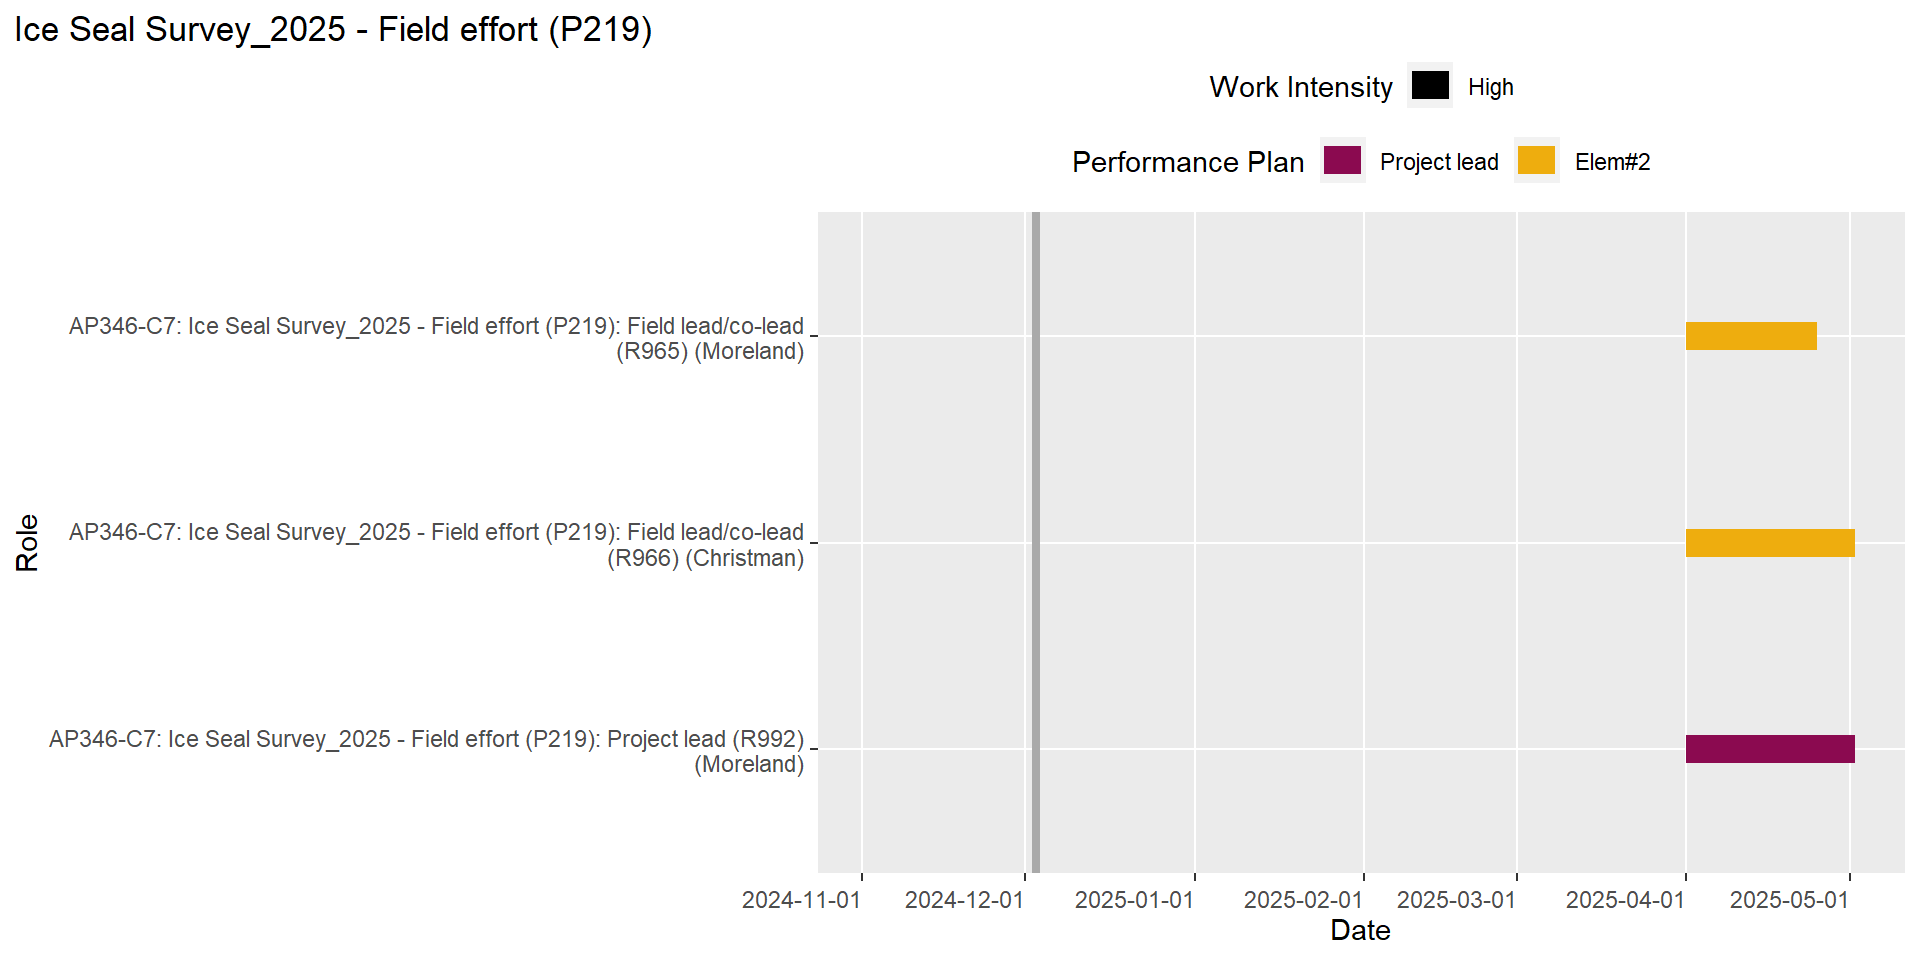 Ice Seal Survey_2025 - Field effort (P219)
Work Intensity High
Performance Plan Project lead Elem#2
AP346-C7: Ice Seal Survey_2025 - Field effort (P219): Field lead/co-lead
(R965) (Moreland)
AP346-C7: Ice Seal Survey_2025 - Field effort (P219): Field lead/co-lead
(R966) (Christman)
AP346-C7: Ice Seal Survey_2025 - Field effort (P219): Project lead (R992)
(Moreland)
Role
2024-11-01 2024-12-01 2025-01-01 2025-02-01 2025-03-01 2025-04-01 2025-05-01
Date